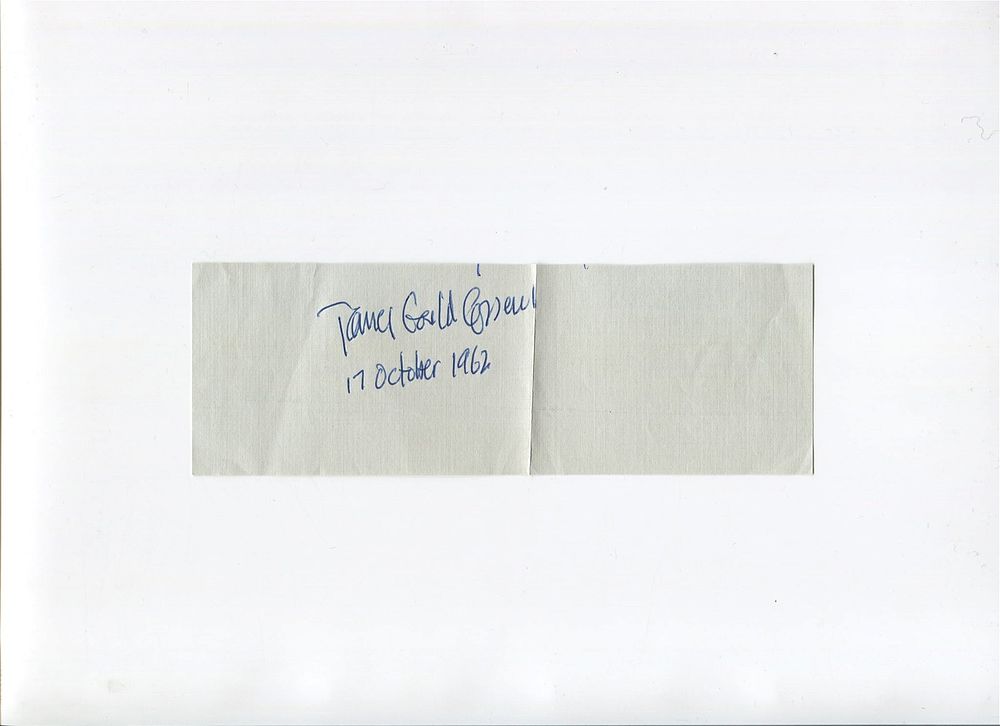 James Gould Cozzens
17 October 1962